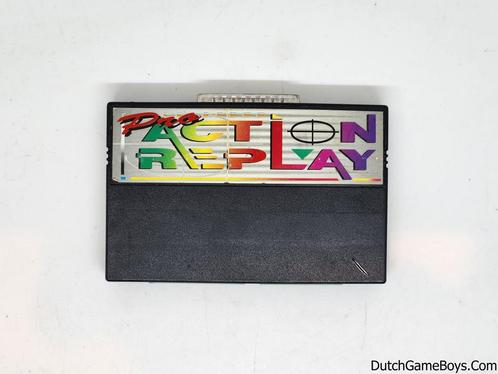 Pro
ACTION
REPLAY
DutchGameBoys.Com